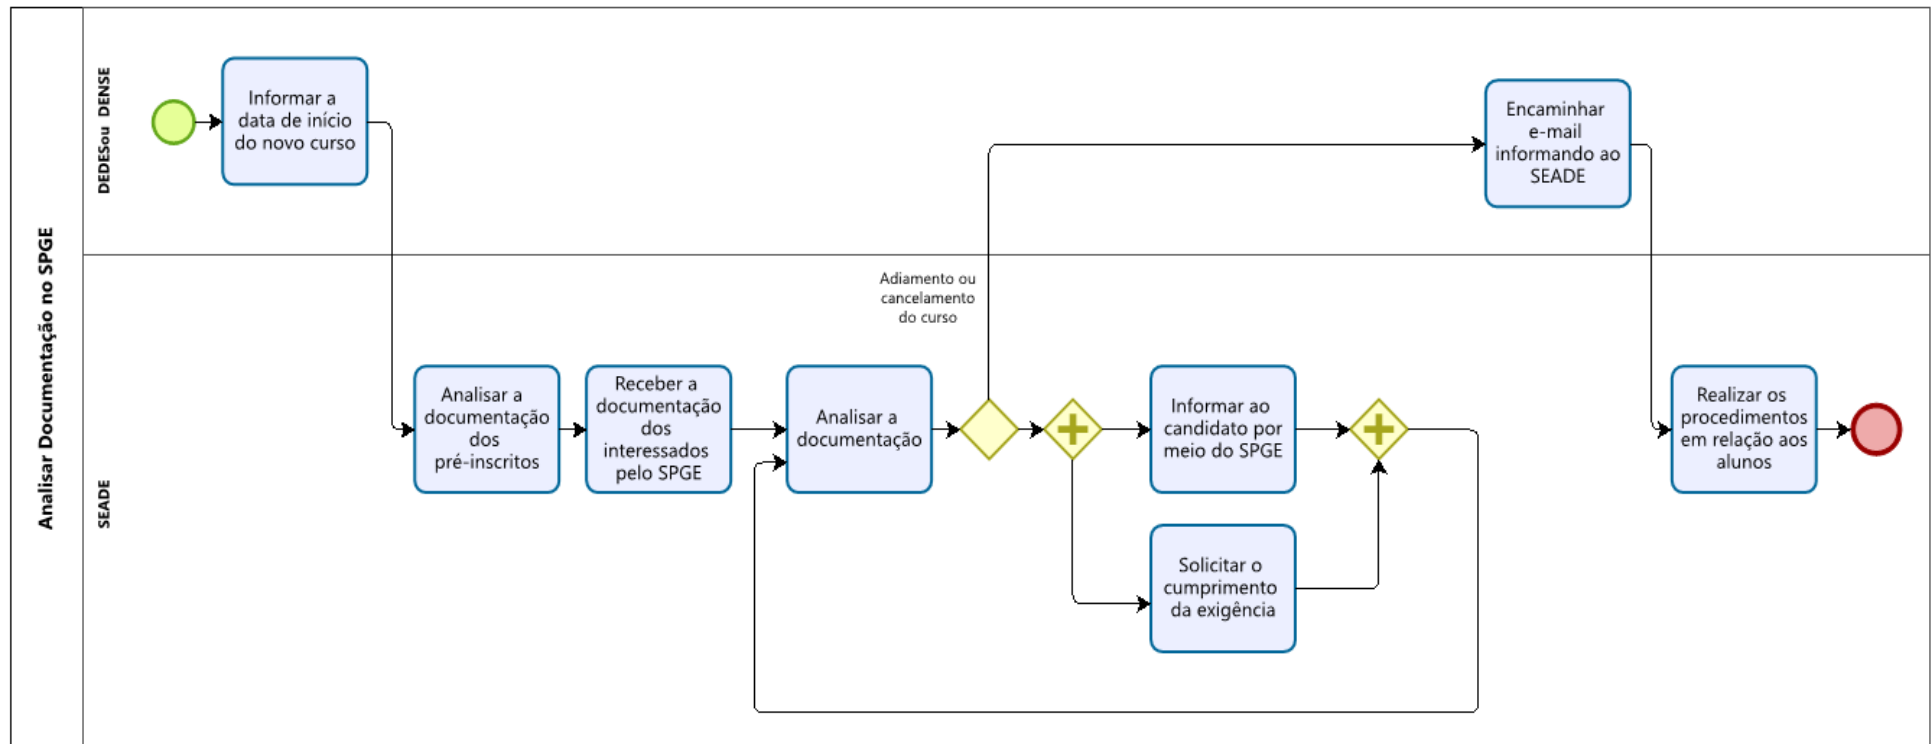 Analisar Documentação no SPGE
DEDESou DENSE
Informar a
data de início
do novo curso
Encaminhar
e-mail
informando ao
SEADE
SEADE
Adiamento ou
cancelamento
do curso
Analisar a
documentação
dos
pré-inscritos
Receber a
documentação
dos
interessados
pelo SPGE
Analisar a
documentação
Informar ao
candidato por
meio do SPGE
Solicitar o
cumprimento
da exigência
Realizar os
procedimentos
em relação aos
alunos